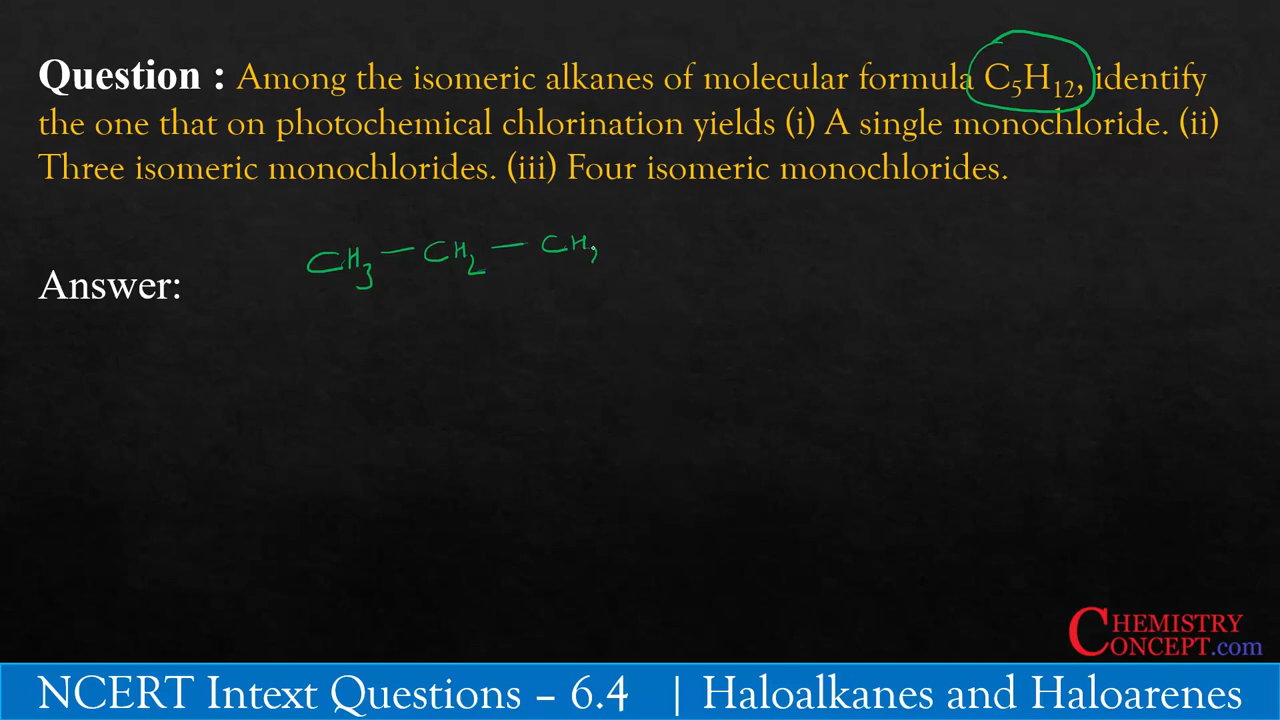 Question : Among the isomeric alkanes of molecular formula C₅H₁₂, identify
the one that on photochemical chlorination yields (i) A single monochloride. (ii)
Three isomeric monochlorides. (iii) Four isomeric monochlorides.
CH₃ — CH₂ — CH,
Answer:
CHEMISTRY
CONCEPT.com
NCERT Intext Questions – 6.4 | Haloalkanes and Haloarenes